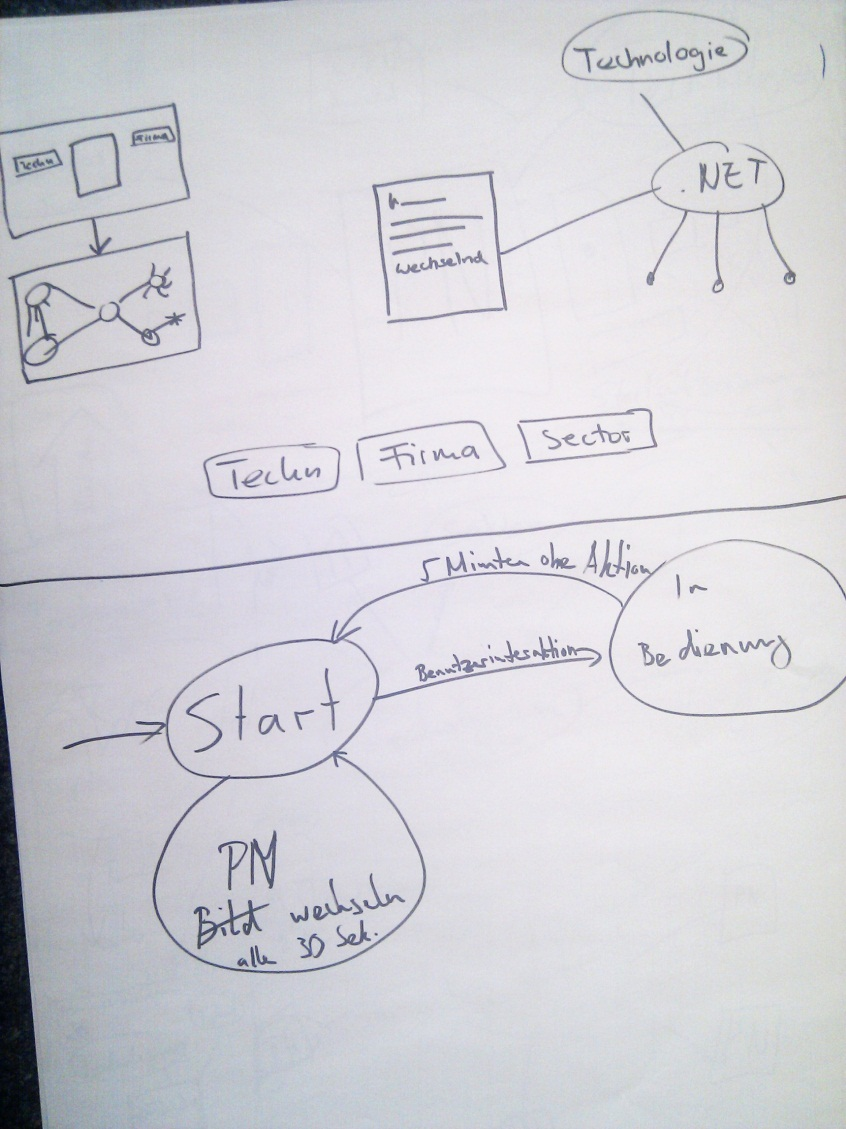 Technologie
Techn
Firma
.NET
wechselnd
Techn
Firma
Sector
5 Minuten ohne Aktion
In
Bedienung
Benutzerinteraktion
Start
PM
Bild wechseln
alle 30 Sek.